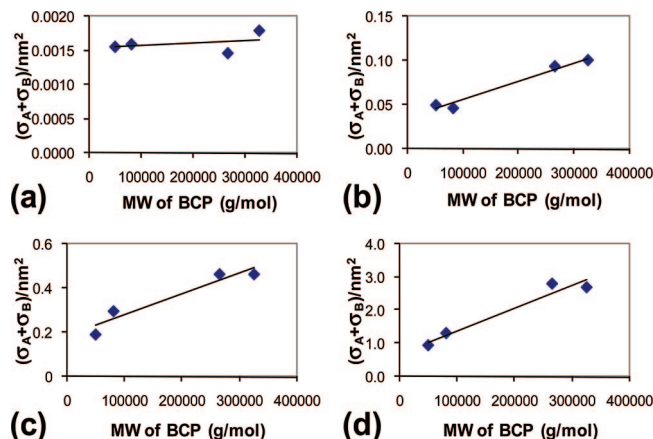 (σA+σB)/nm²
0.0020
0.0015
0.0010
0.0005
0.0000
0 100000 200000 300000 400000
MW of BCP (g/mol)
(a)
(σA+σB)/nm²
0.15
0.10
0.05
0.00
0 100000 200000 300000 400000
MW of BCP (g/mol)
(b)
(σA+σB)/nm²
0.6
0.4
0.2
0
0 100000 200000 300000 400000
MW of BCP (g/mol)
(c)
(σA+σB)/nm²
4.0
3.0
2.0
1.0
0.0
0 100000 200000 300000 400000
MW of BCP (g/mol)
(d)